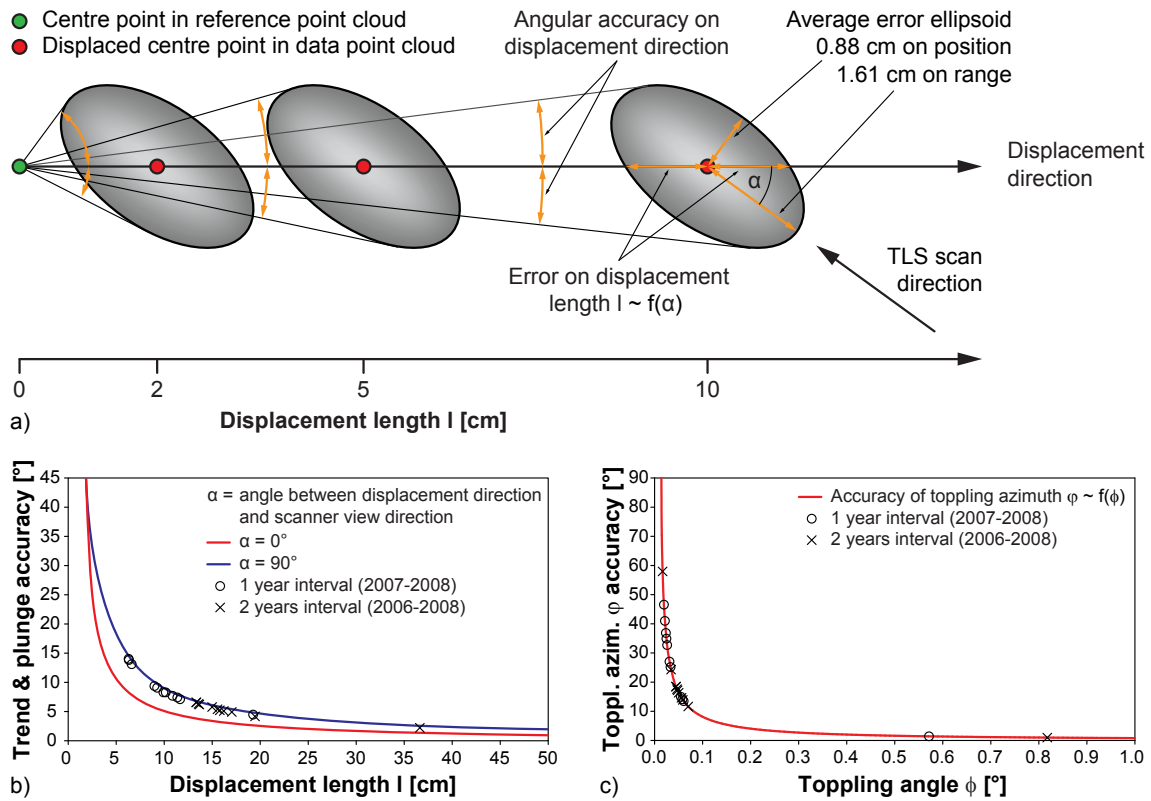 Centre point in reference point cloud
Displaced centre point in data point cloud
Angular accuracy on
displacement direction
Average error ellipsoid
0.88 cm on position
1.61 cm on range
Displacement
direction
α
Error on displacement
length l ~ f(α)
TLS scan
direction
0 2 5 10
a) Displacement length l [cm]
Trend & plunge accuracy [°]
45
40
35
30
25
20
15
10
5
0
α = angle between displacement direction
and scanner view direction
α = 0°
α = 90°
1 year interval (2007-2008)
2 years interval (2006-2008)
0 5 10 15 20 25 30 35 40 45 50
b) Displacement length l [cm]
Toppl. azim. φ accuracy [°]
90
80
70
60
50
40
30
20
10
0
Accuracy of toppling azimuth φ ~ f(ϕ)
1 year interval (2007-2008)
2 years interval (2006-2008)
0.0 0.1 0.2 0.3 0.4 0.5 0.6 0.7 0.8 0.9 1.0
c) Toppling angle ϕ [°]